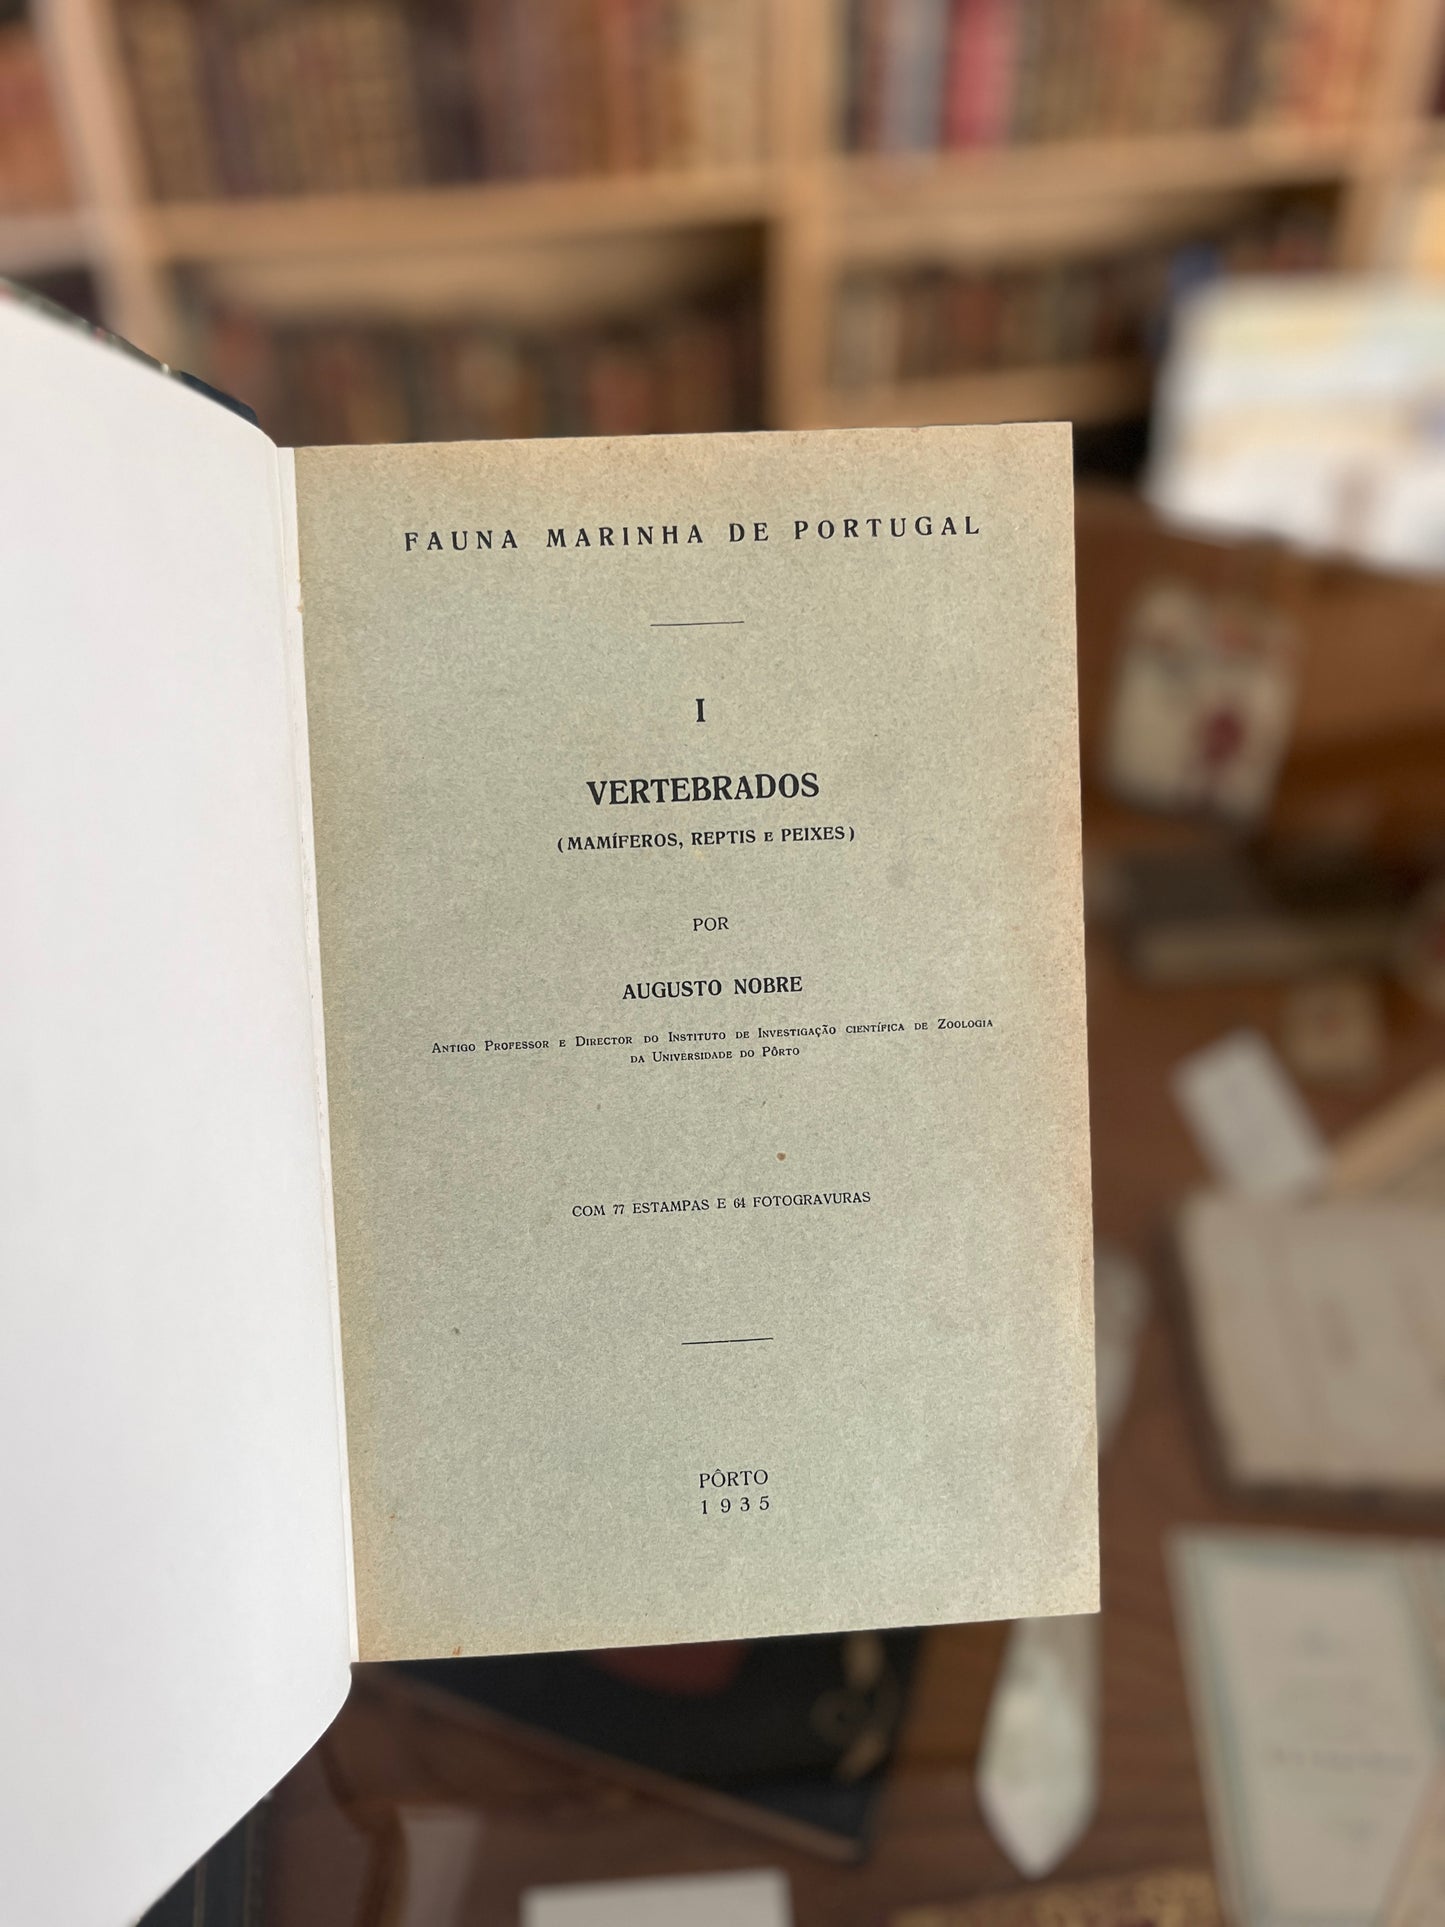 FAUNA MARINHA DE PORTUGAL
I
VERTEBRADOS
(MAMÍFEROS, REPTIS E PEIXES)
POR
AUGUSTO NOBRE
ANTIGO PROFESSOR E DIRECTOR DO INSTITUTO DE INVESTIGAÇÃO CIENTÍFICA DE ZOOLOGIA
DA UNIVERSIDADE DO PÔRTO
COM 77 ESTAMPAS E 64 FOTOGRAVURAS
PÔRTO
1935